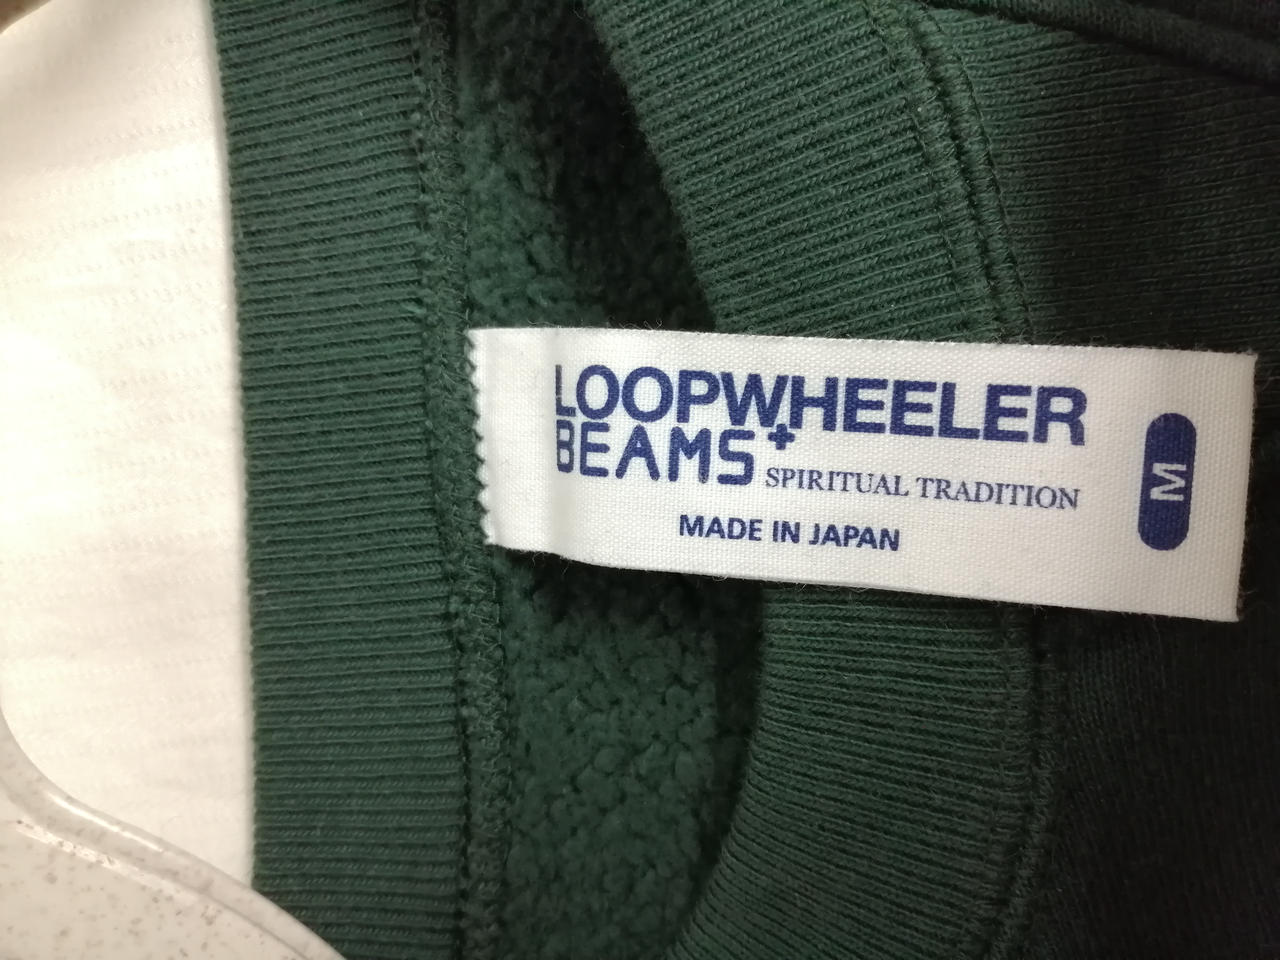 LOOPWHEELER
BEAMS+
SPIRITUAL TRADITION
MADE IN JAPAN
M